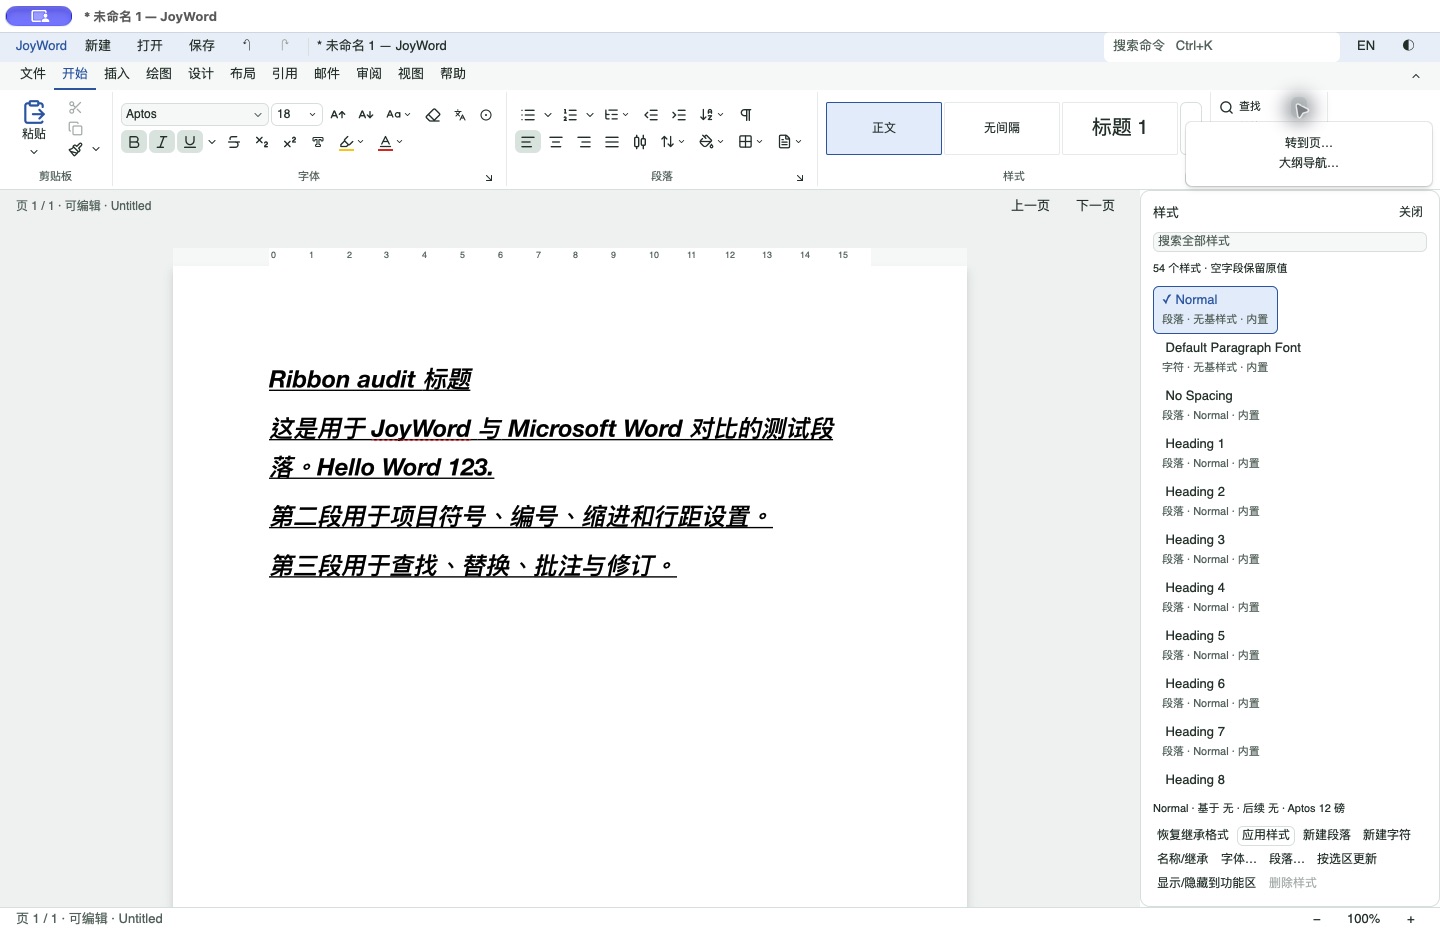 * 未命名 1 — JoyWord
JoyWord 新建 打开 保存 * 未命名 1 — JoyWord 搜索命令 Ctrl+K EN
文件 开始 插入 绘图 设计 布局 引用 邮件 审阅 视图 帮助
粘贴
剪贴板
Aptos 18
字体
段落
正文 无间隔 标题 1
样式
查找
转到页...
大纲导航...
页 1 / 1 · 可编辑 · Untitled 上一页 下一页
0 1 2 3 4 5 6 7 8 9 10 11 12 13 14 15
Ribbon audit 标题
这是用于 JoyWord 与 Microsoft Word 对比的测试段
落。Hello Word 123.
第二段用于项目符号、编号、缩进和行距设置。
第三段用于查找、替换、批注与修订。
样式 关闭
搜索全部样式
54 个样式 · 空字段保留原值
✓ Normal
段落 · 无基样式 · 内置
Default Paragraph Font
字符 · 无基样式 · 内置
No Spacing
段落 · Normal · 内置
Heading 1
段落 · Normal · 内置
Heading 2
段落 · Normal · 内置
Heading 3
段落 · Normal · 内置
Heading 4
段落 · Normal · 内置
Heading 5
段落 · Normal · 内置
Heading 6
段落 · Normal · 内置
Heading 7
段落 · Normal · 内置
Heading 8
Normal · 基于 无 · 后续 无 · Aptos 12 磅
恢复继承格式 应用样式 新建段落 新建字符
名称/继承 字体... 段落... 按选区更新
显示/隐藏到功能区 删除样式
页 1 / 1 · 可编辑 · Untitled − 100% +